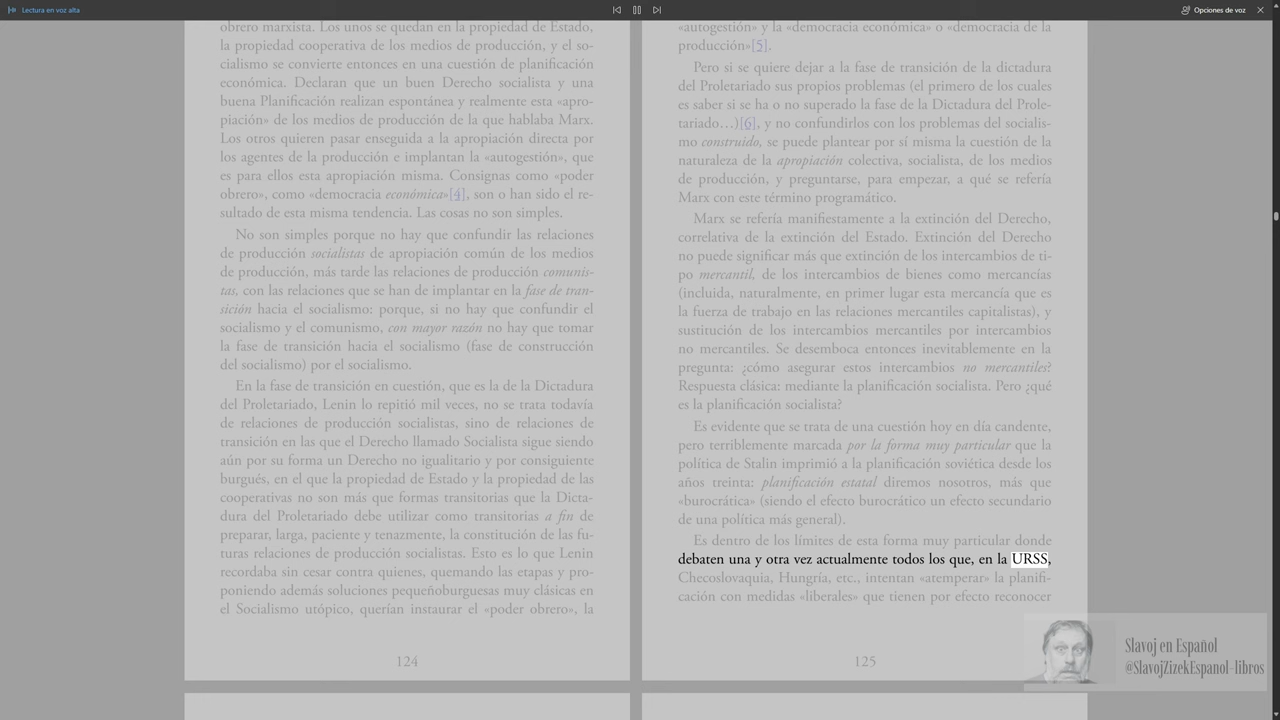 Lectura en voz alta
Opciones de voz
obrero marxista. Los unos se quedan en la propiedad de Estado,
la propiedad cooperativa de los medios de producción, y el so-
cialismo se convierte entonces en una cuestión de planificación
económica. Declaran que un buen Derecho socialista y una
buena Planificación realizan espontánea y realmente esta «apro-
piación» de los medios de producción de la que hablaba Marx.
Los otros quieren pasar enseguida a la apropiación directa por
los agentes de la producción e implantan la «autogestión», que
es para ellos esta apropiación misma. Consignas como «poder
obrero», como «democracia económica»[4], son o han sido el re-
sultado de esta misma tendencia. Las cosas no son simples.
No son simples porque no hay que confundir las relaciones
de producción socialistas de apropiación común de los medios
de producción, más tarde las relaciones de producción comunis-
tas, con las relaciones que se han de implantar en la fase de tran-
sición hacia el socialismo: porque, si no hay que confundir el
socialismo y el comunismo, con mayor razón no hay que tomar
la fase de transición hacia el socialismo (fase de construcción
del socialismo) por el socialismo.
En la fase de transición en cuestión, que es la de la Dictadura
del Proletariado, Lenin lo repitió mil veces, no se trata todavía
de relaciones de producción socialistas, sino de relaciones de
transición en las que el Derecho llamado Socialista sigue siendo
aún por su forma un Derecho no igualitario y por consiguiente
burgués, en el que la propiedad de Estado y la propiedad de las
cooperativas no son más que formas transitorias que la Dicta-
dura del Proletariado debe utilizar como transitorias a fin de
preparar, larga, paciente y tenazmente, la constitución de las fu-
turas relaciones de producción socialistas. Esto es lo que Lenin
recordaba sin cesar contra quienes, quemando las etapas y pro-
poniendo además soluciones pequeñoburguesas muy clásicas en
el Socialismo utópico, querían instaurar el «poder obrero», la
124
«autogestión» y la «democracia económica» o «democracia de la
producción»[5].
Pero si se quiere dejar a la fase de transición de la dictadura
del Proletariado sus propios problemas (el primero de los cuales
es saber si se ha o no superado la fase de la Dictadura del Prole-
tariado…)[6], y no confundirlos con los problemas del socialis-
mo construido, se puede plantear por sí misma la cuestión de la
naturaleza de la apropiación colectiva, socialista, de los medios
de producción, y preguntarse, para empezar, a qué se refería
Marx con este término programático.
Marx se refería manifiestamente a la extinción del Derecho,
correlativa de la extinción del Estado. Extinción del Derecho
no puede significar más que extinción de los intercambios de ti-
po mercantil, de los intercambios de bienes como mercancías
(incluida, naturalmente, en primer lugar esta mercancía que es
la fuerza de trabajo en las relaciones mercantiles capitalistas), y
sustitución de los intercambios mercantiles por intercambios
no mercantiles. Se desemboca entonces inevitablemente en la
pregunta: ¿cómo asegurar estos intercambios no mercantiles?
Respuesta clásica: mediante la planificación socialista. Pero ¿qué
es la planificación socialista?
Es evidente que se trata de una cuestión hoy en día candente,
pero terriblemente marcada por la forma muy particular que la
política de Stalin imprimió a la planificación soviética desde los
años treinta: planificación estatal diremos nosotros, más que
«burocrática» (siendo el efecto burocrático un efecto secundario
de una política más general).
Es dentro de los límites de esta forma muy particular donde
debaten una y otra vez actualmente todos los que, en la URSS,
Checoslovaquia, Hungría, etc., intentan «atemperar» la planifi-
cación con medidas «liberales» que tienen por efecto reconocer
125
Slavoj en Español
@SlavojZizekEspanol-libros